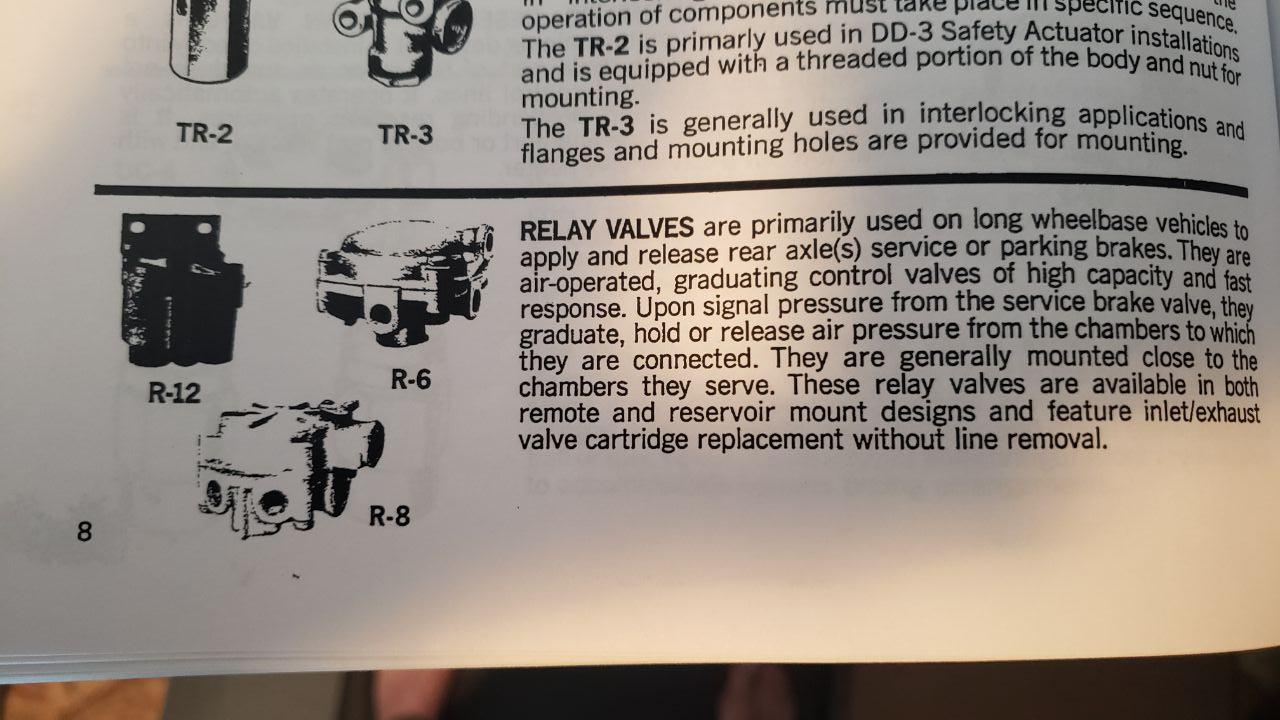 operation of components must take place in specific sequence.
The TR-2 is primarly used in DD-3 Safety Actuator installations
and is equipped with a threaded portion of the body and nut for
mounting.
The TR-3 is generally used in interlocking applications and
flanges and mounting holes are provided for mounting.
TR-2
TR-3
RELAY VALVES are primarily used on long wheelbase vehicles to
apply and release rear axle(s) service or parking brakes. They are
air-operated, graduating control valves of high capacity and fast
response. Upon signal pressure from the service brake valve, they
graduate, hold or release air pressure from the chambers to which
they are connected. They are generally mounted close to the
chambers they serve. These relay valves are available in both
remote and reservoir mount designs and feature inlet/exhaust
valve cartridge replacement without line removal.
R-12
R-6
R-8
8